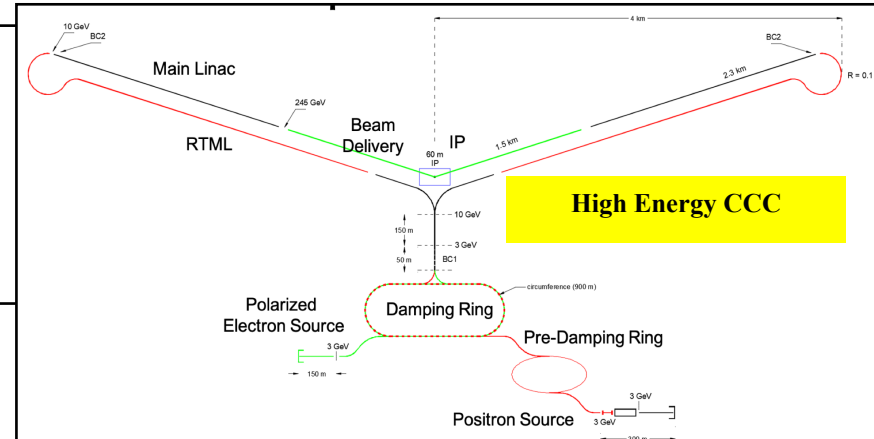 10 GeV
BC2
4 km
BC2
Main Linac
2.3 km
R = 0.1
245 GeV
Beam
Delivery
IP
1.5 km
RTML
60 m
IP
High Energy CCC
10 GeV
150 m
3 GeV
50 m
BC1
circumference (900 m)
Polarized
Electron Source
Damping Ring
3 GeV
Pre-Damping Ring
150 m
3 GeV
Positron Source
3 GeV
200 m